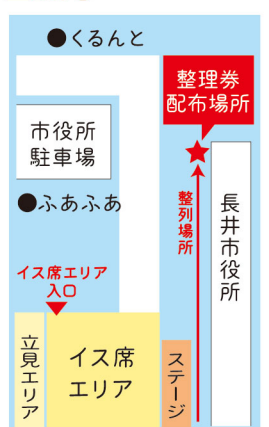 ●くるんと
整理券
配布場所
市役所
駐車場
●ふあふあ
整列場所
長井市役所
イス席エリア
入口
立見エリア
イス席
エリア
ステージ